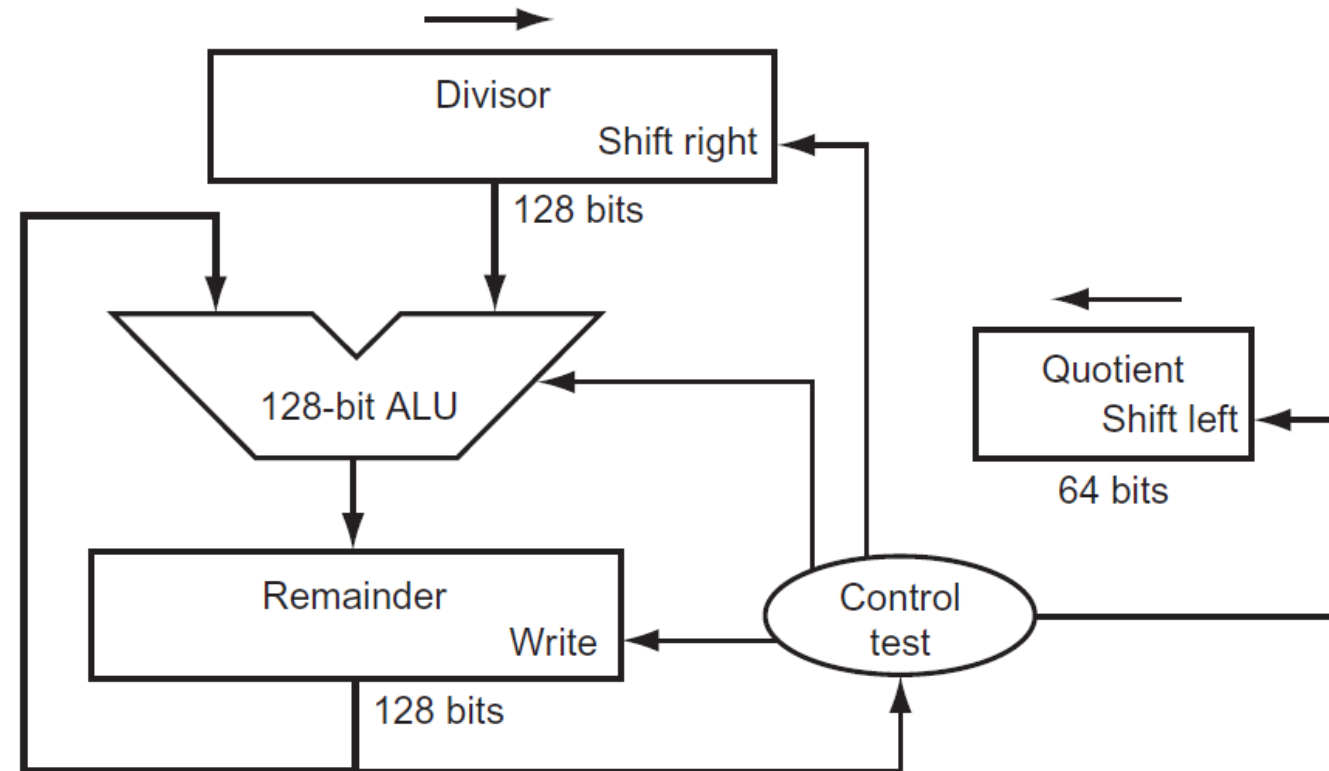 Divisor
Shift right
128 bits
128-bit ALU
Quotient
Shift left
64 bits
Remainder
Write
128 bits
Control
test